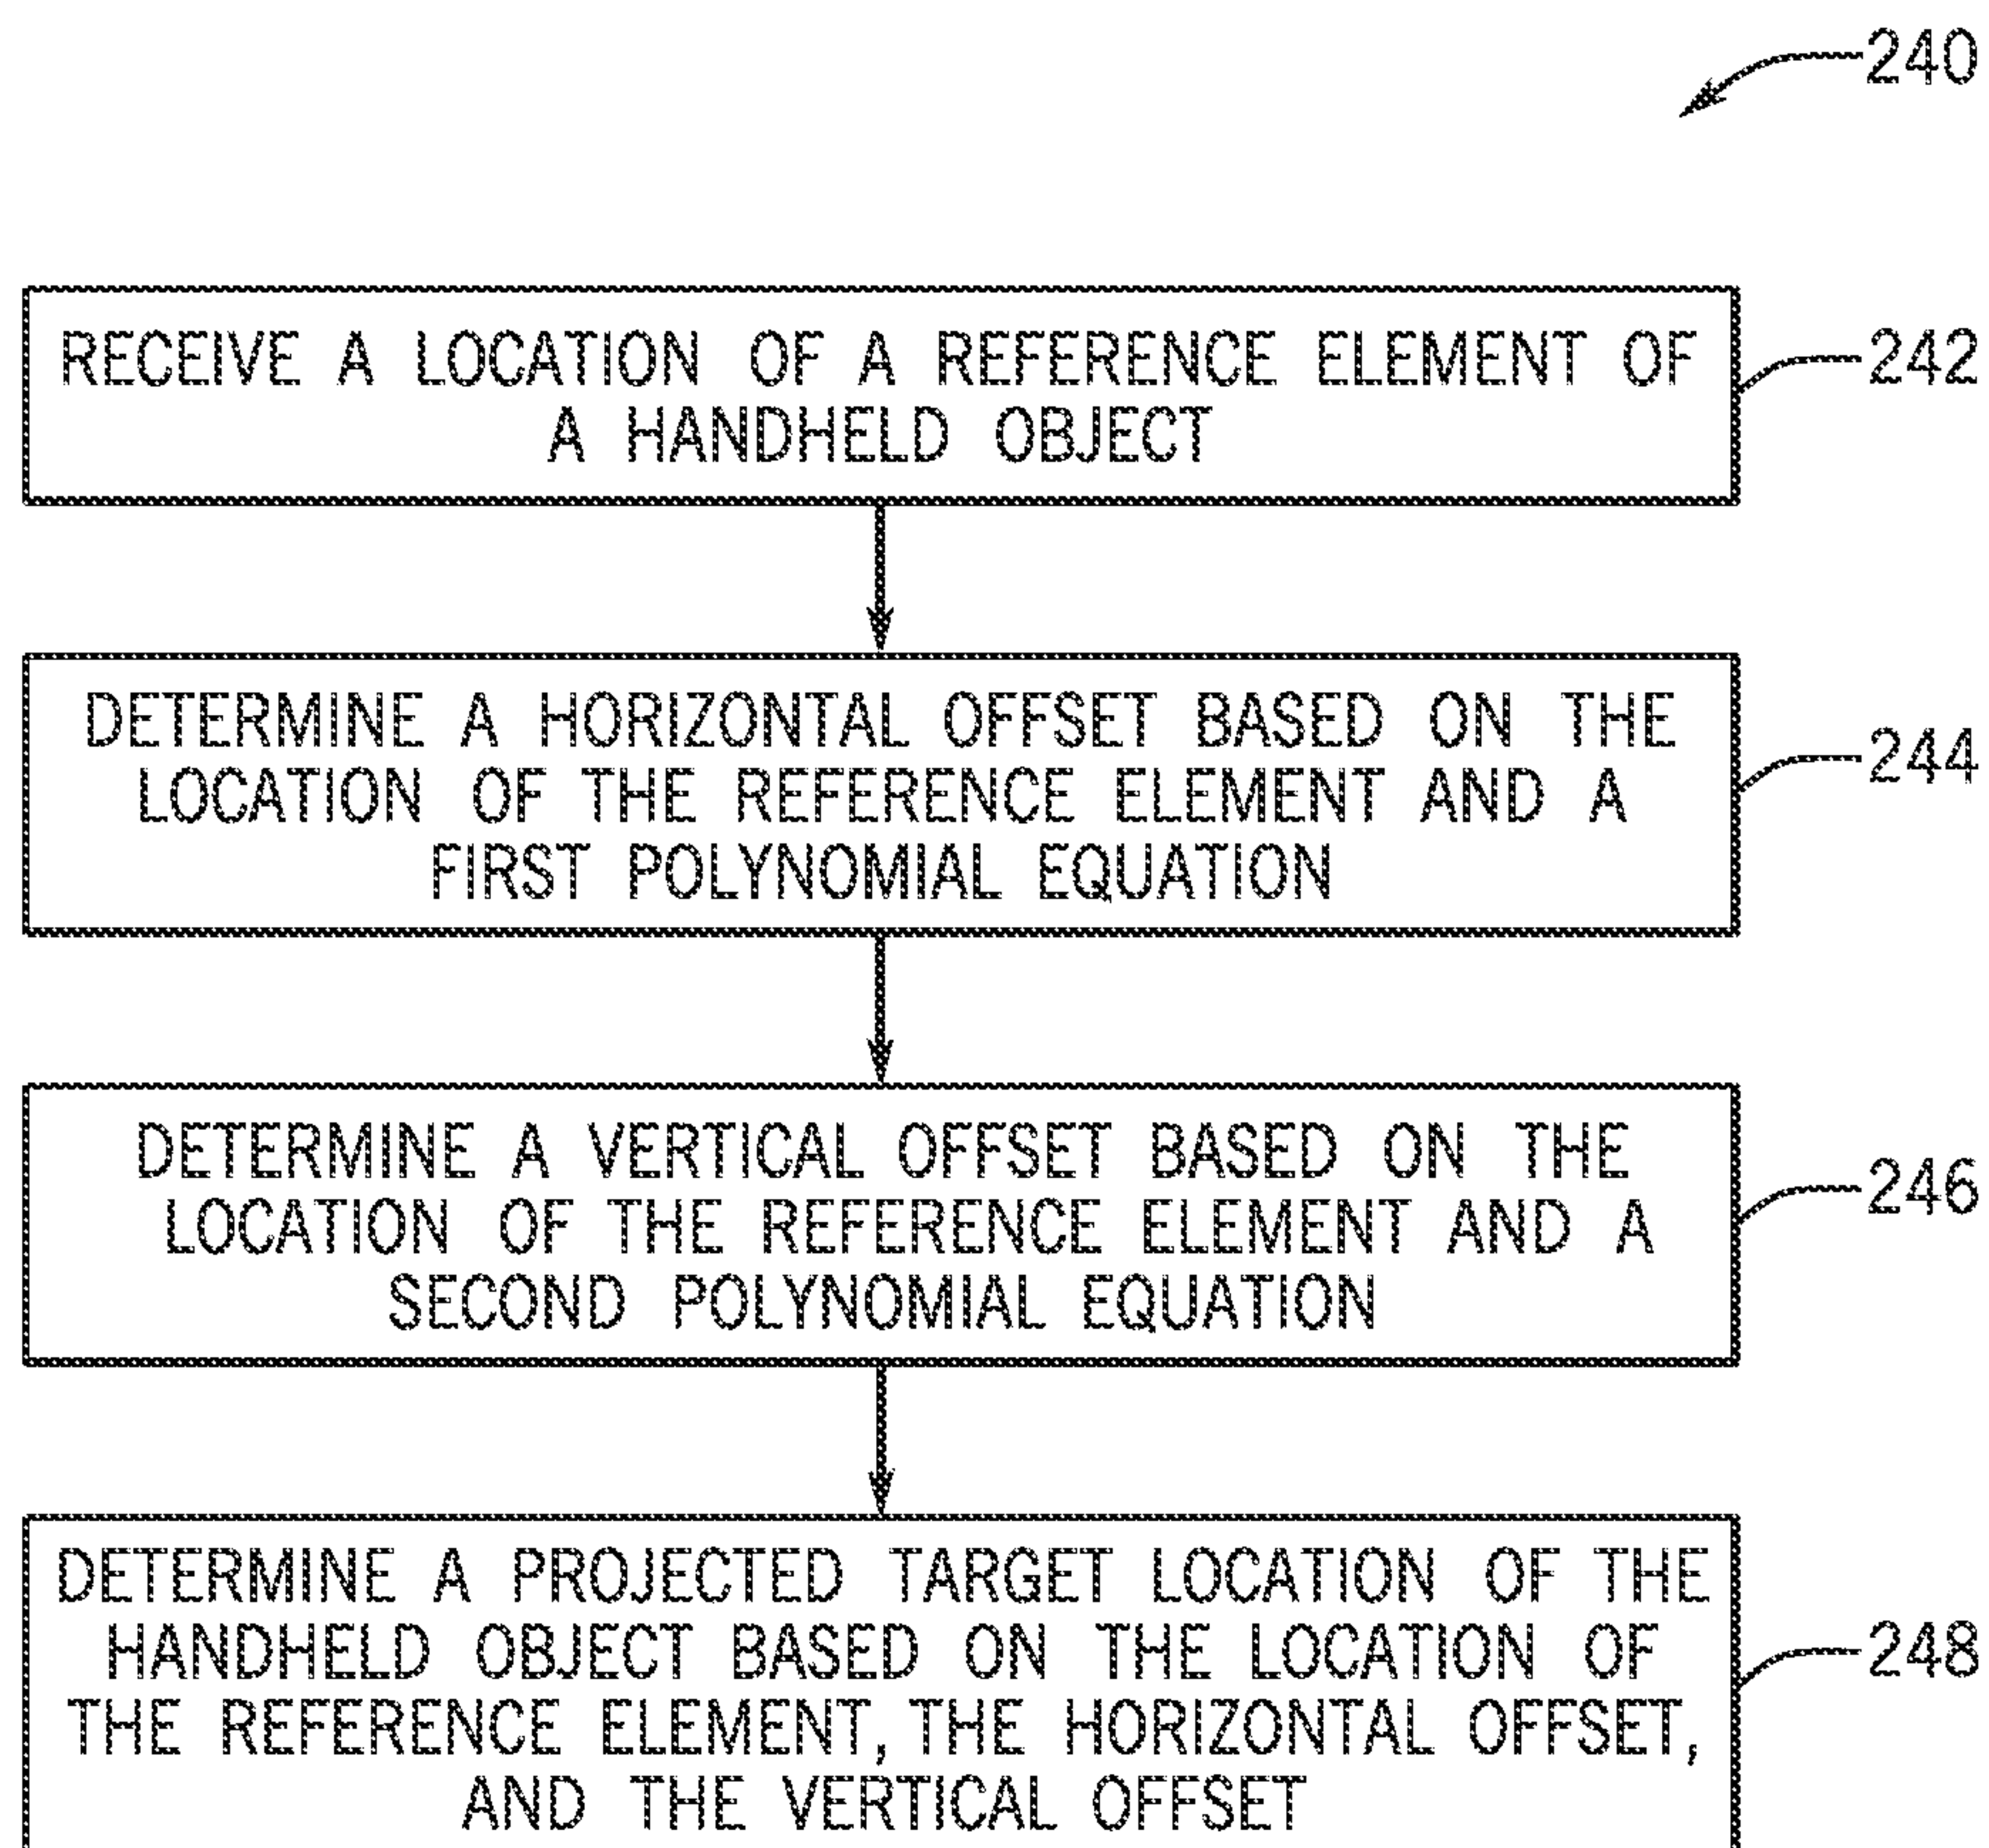 240
RECEIVE A LOCATION OF A REFERENCE ELEMENT OF
A HANDHELD OBJECT
242
DETERMINE A HORIZONTAL OFFSET BASED ON THE
LOCATION OF THE REFERENCE ELEMENT AND A
FIRST POLYNOMIAL EQUATION
244
DETERMINE A VERTICAL OFFSET BASED ON THE
LOCATION OF THE REFERENCE ELEMENT AND A
SECOND POLYNOMIAL EQUATION
246
DETERMINE A PROJECTED TARGET LOCATION OF THE
HANDHELD OBJECT BASED ON THE LOCATION OF
THE REFERENCE ELEMENT, THE HORIZONTAL OFFSET,
AND THE VERTICAL OFFSET
248